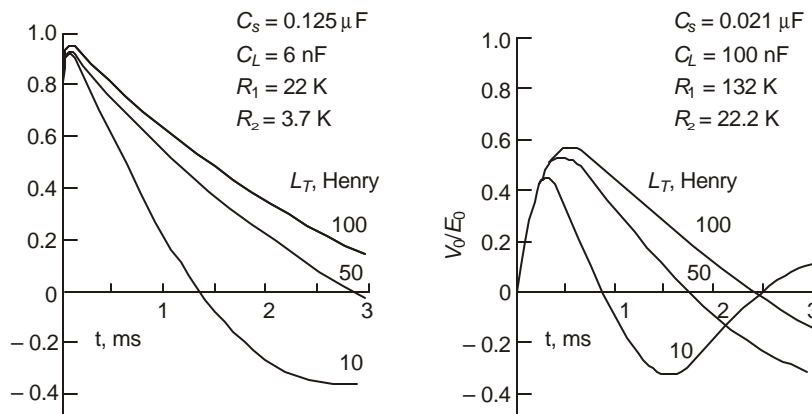 C_s = 0.125 μF
C_L = 6 nF
R_1 = 22 K
R_2 = 3.7 K
L_T, Henry
100
50
10
1.0
0.8
0.6
0.4
0.2
0
– 0.2
– 0.4
1
2
3
t, ms
C_s = 0.021 μF
C_L = 100 nF
R_1 = 132 K
R_2 = 22.2 K
L_T, Henry
100
50
10
V_0/E_0
1.0
0.8
0.6
0.4
0.2
0
– 0.2
– 0.4
1
2
3
t, ms